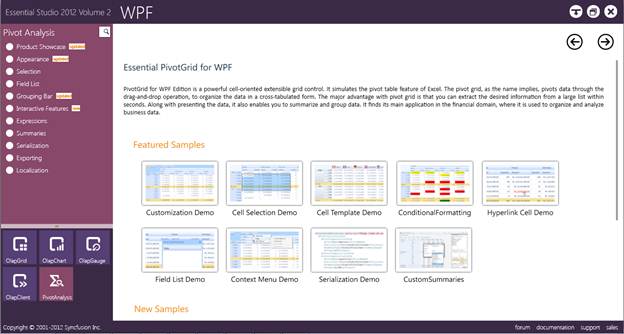 Essential Studio 2012 Volume 2 WPF
Pivot Analysis
Product Showcase updated
Appearance updated
Selection
Field List
Grouping Bar updated
Interactive Features new
Expressions
Summaries
Serialization
Exporting
Localization
OlapGrid OlapChart OlapGauge
OlapClient PivotAnalysis
Essential PivotGrid for WPF
PivotGrid for WPF Edition is a powerful cell-oriented extensible grid control. It simulates the pivot table feature of Excel. The pivot grid, as the name implies, pivots data through the
drag-and-drop operation, to organize the data in a cross-tabulated form. The major advantage with pivot grid is that you can extract the desired information from a large list within
seconds. Along with presenting the data, it also enables you to summarize and group data. It finds its main application in the financial domain, where it is used to organize and analyze
business data.
Featured Samples
Customization Demo Cell Selection Demo Cell Template Demo ConditionalFormatting Hyperlink Cell Demo
Field List Demo Context Menu Demo Serialization Demo CustomSummaries
New Samples
Copyright © 2001-2012 Syncfusion Inc. forum documentation support sales